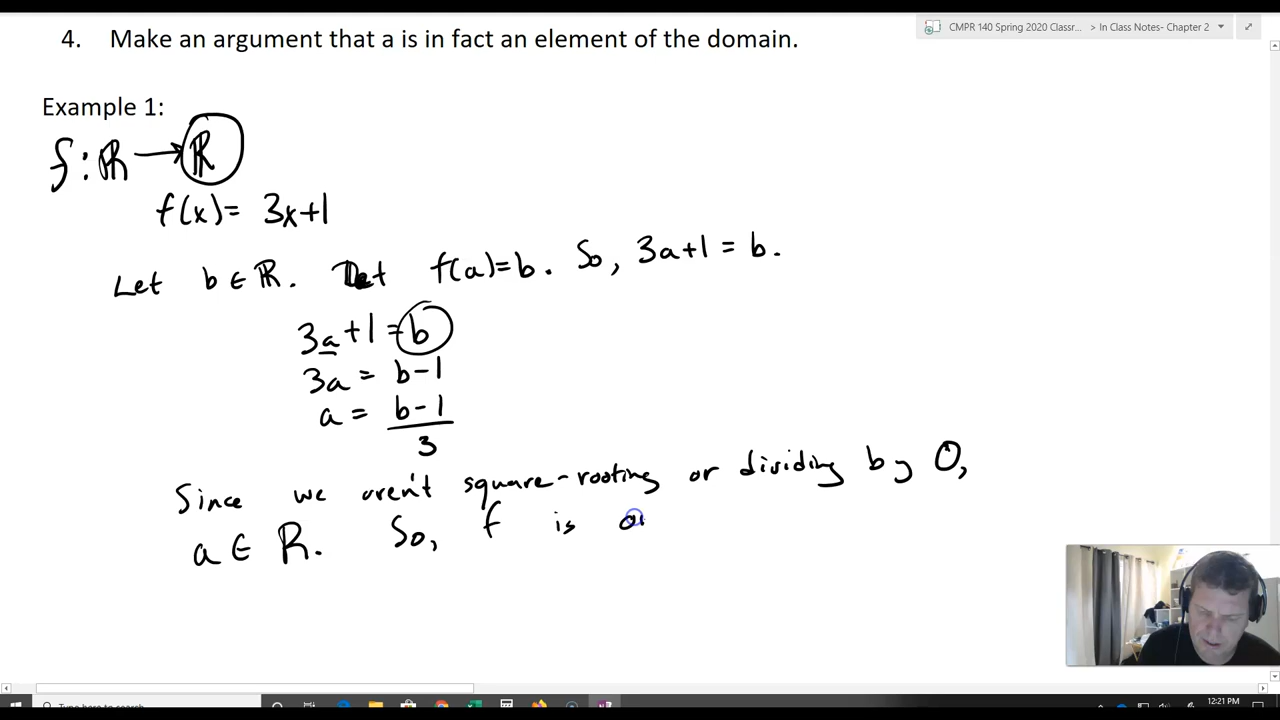 CMPR 140 Spring 2020 Classr... > In Class Notes- Chapter 2
4. Make an argument that a is in fact an element of the domain.
Example 1:
f: ℝ → ℝ
f(x)= 3x+1
Let b ∈ ℝ. Let f(a)=b. So, 3a+1 = b.
3a+1 = b
3a = b-1
a = b-1
3
Since we aren't square-rooting or dividing by 0,
a ∈ ℝ. So, f is
12:21 PM